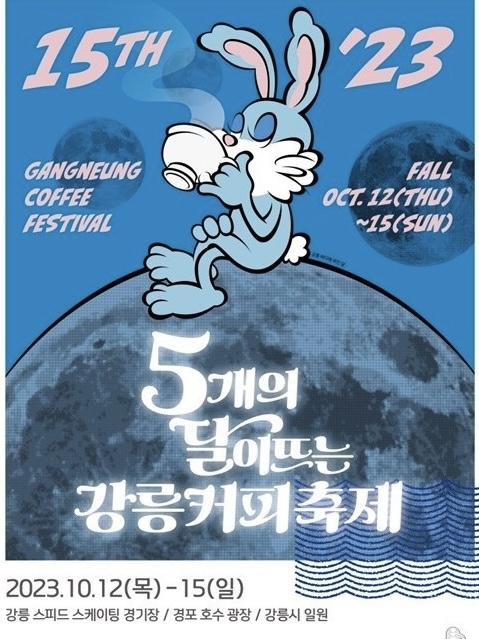 15TH
'23
GANGNEUNG
COFFEE
FESTIVAL
FALL
OCT. 12(THU)
~15(SUN)
5개의
달이뜨는
강릉커피축제
2023.10.12(목) -15(일)
강릉 스피드 스케이팅 경기장 / 경포 호수 광장 / 강릉시 일원